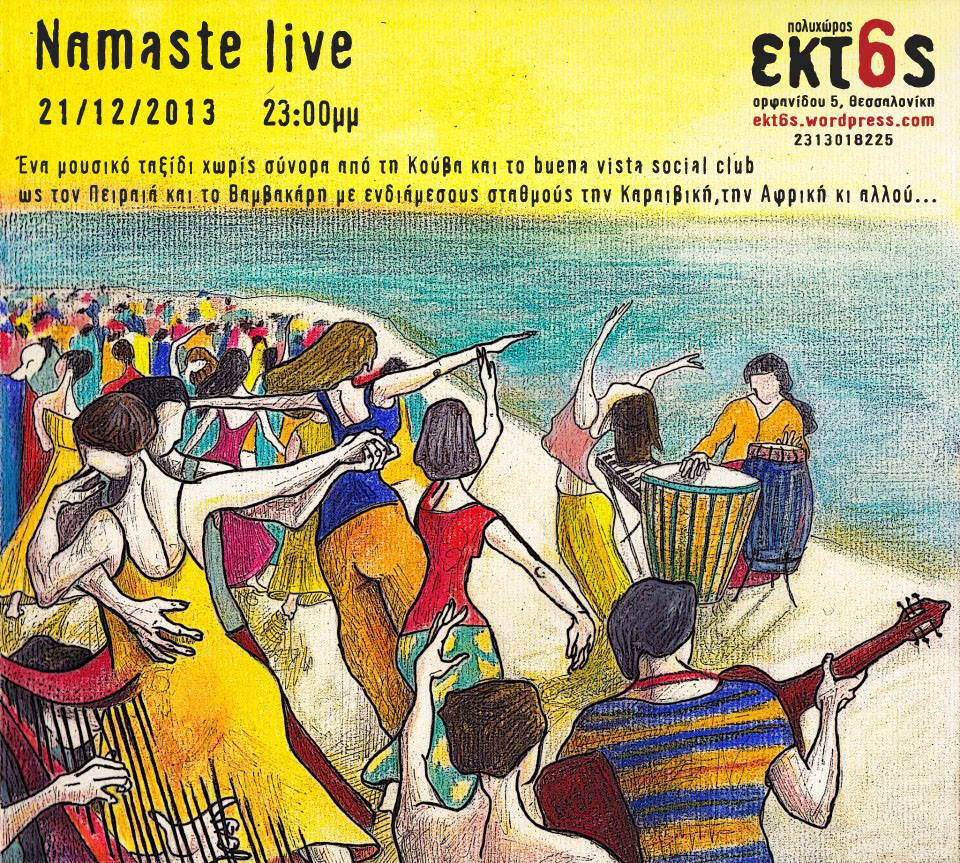 Namaste live
21/12/2013 23:00μμ
πολυχώρος
εκτ6ς
ορφανίδου 5, θεσσαλονίκη
ekt6s.wordpress.com
2313018225
Ένα μουσικό ταξίδι χωρίς σύνορα από τη Κούβα και το buena vista social club
ως τον Πειραιά και το Βαμβακάρη με ενδιάμεσους σταθμούς την Καραιβική,την Αφρική κι αλλού...